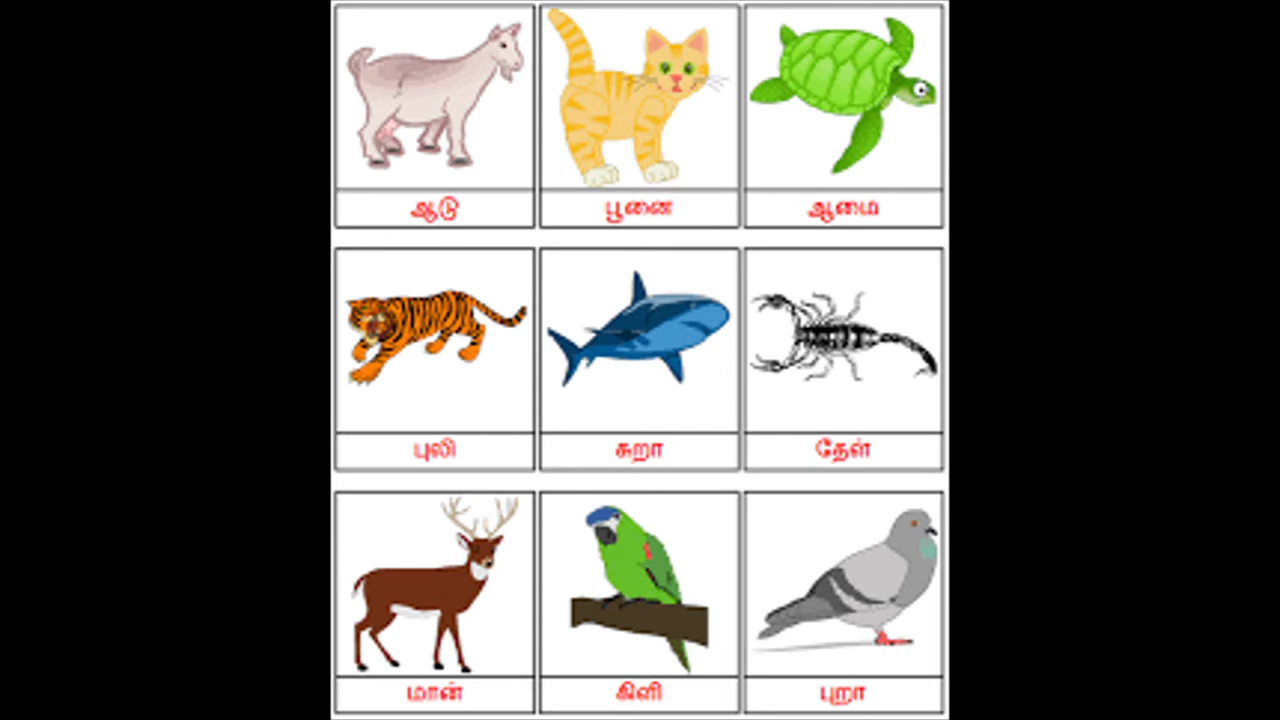 ஆடு பூனை ஆமை
புலி சுறா தேள்
மான் கிளி புறா